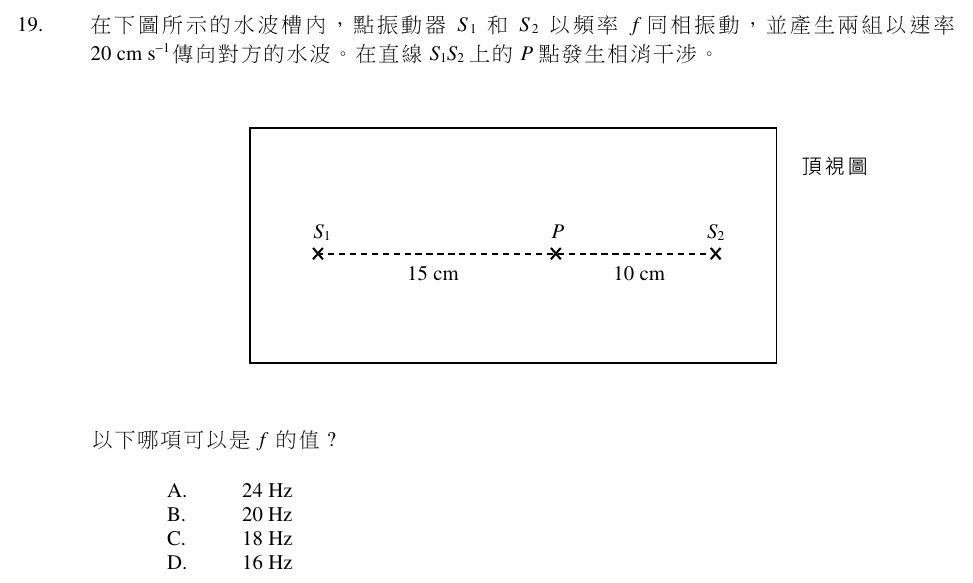 19. 在下圖所示的水波槽內，點振動器 S₁ 和 S₂ 以頻率 f 同相振動，並產生兩組以速率
20 cm s⁻¹ 傳向對方的水波。在直線 S₁S₂ 上的 P 點發生相消干涉。
頂視圖
S₁ P S₂
15 cm 10 cm
以下哪項可以是 f 的值？
A. 24 Hz
B. 20 Hz
C. 18 Hz
D. 16 Hz